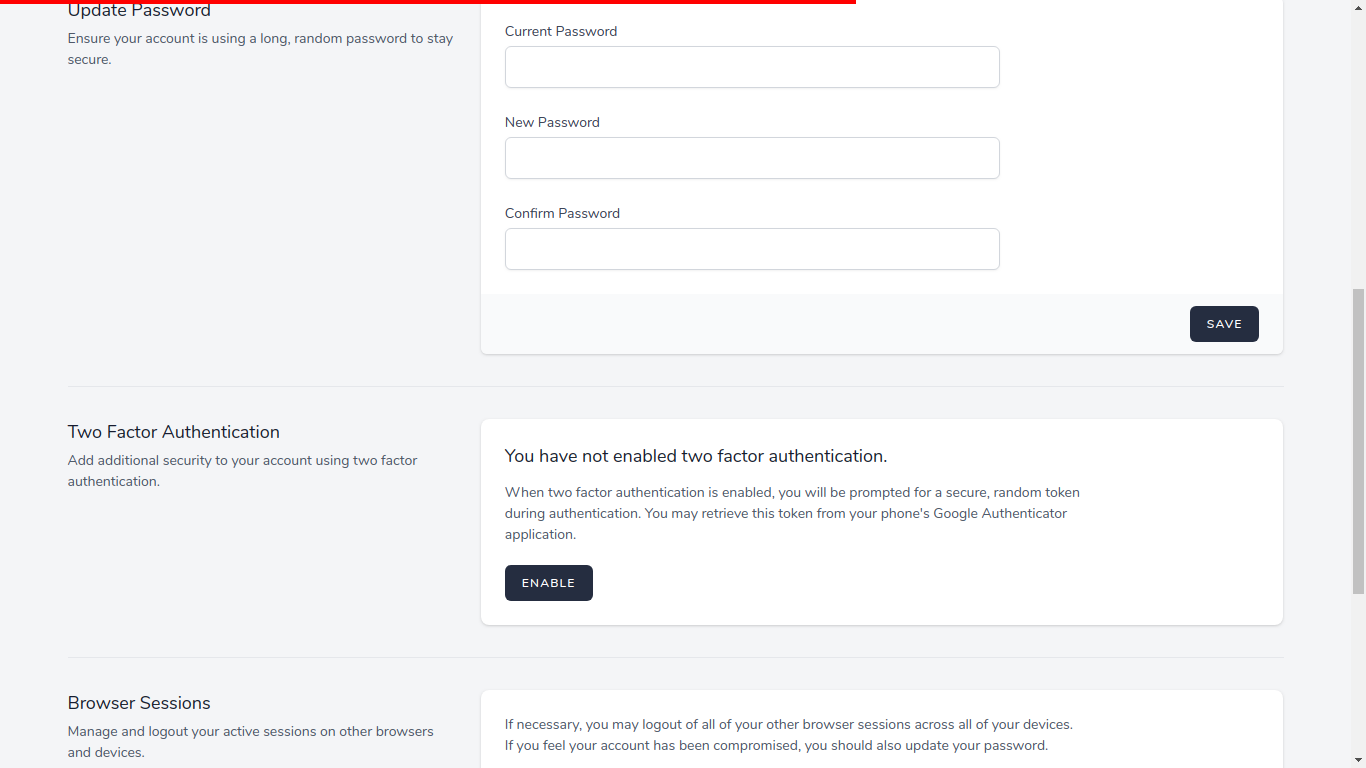 Update Password
Ensure your account is using a long, random password to stay
secure.
Current Password
New Password
Confirm Password
SAVE
Two Factor Authentication
Add additional security to your account using two factor
authentication.
You have not enabled two factor authentication.
When two factor authentication is enabled, you will be prompted for a secure, random token
during authentication. You may retrieve this token from your phone's Google Authenticator
application.
ENABLE
Browser Sessions
Manage and logout your active sessions on other browsers
and devices.
If necessary, you may logout of all of your other browser sessions across all of your devices.
If you feel your account has been compromised, you should also update your password.